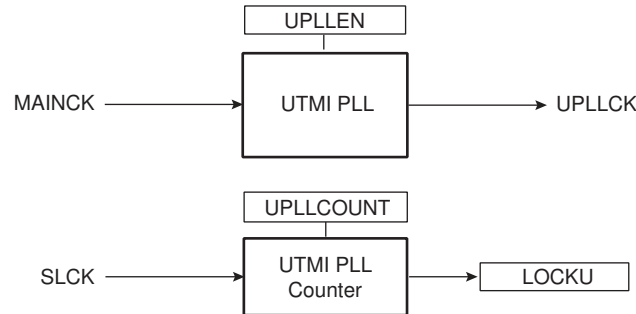 UPLLEN
MAINCK
UTMI PLL
UPLLCK
UPLLCOUNT
SLCK
UTMI PLL
Counter
LOCKU